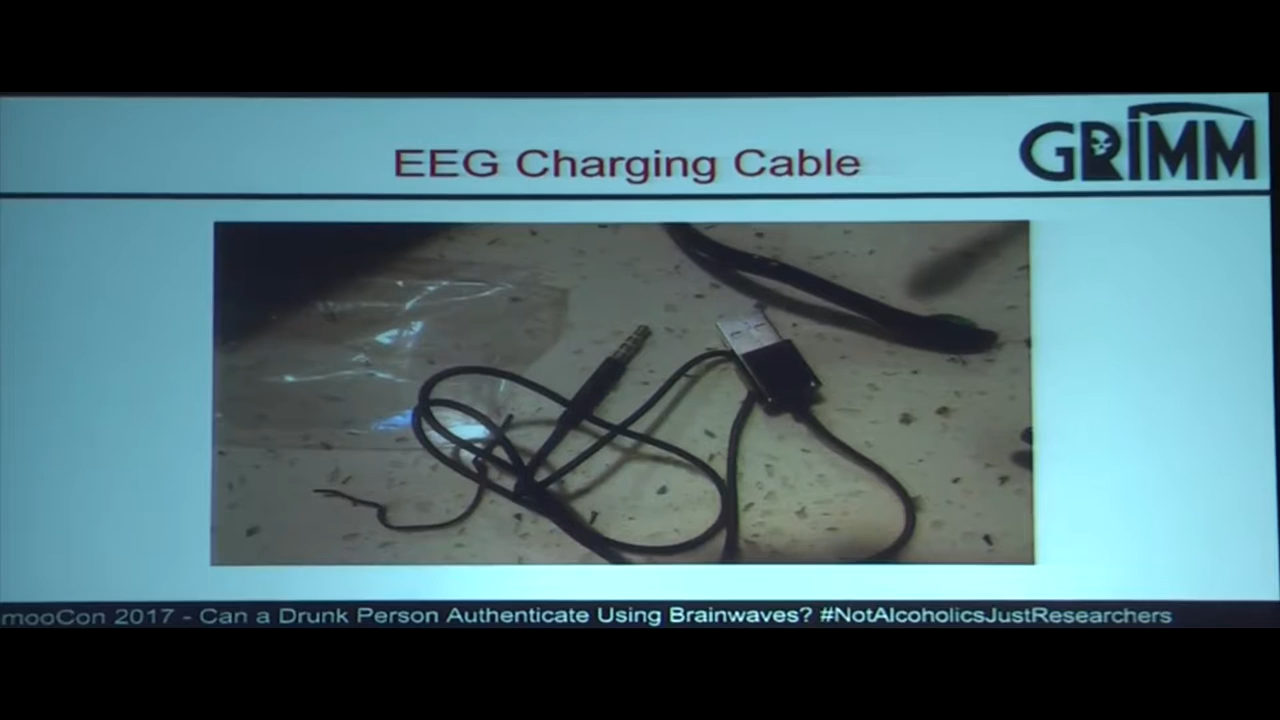 EEG Charging Cable
GRIMM
mooCon 2017 - Can a Drunk Person Authenticate Using Brainwaves? #NotAlcoholicsJustResearchers